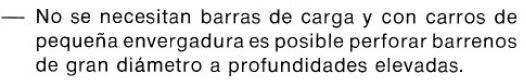 — No se necesitan barras de carga y con carros de
pequeña envergadura es posible perforar barrenos
de gran diámetro a profundidades elevadas.